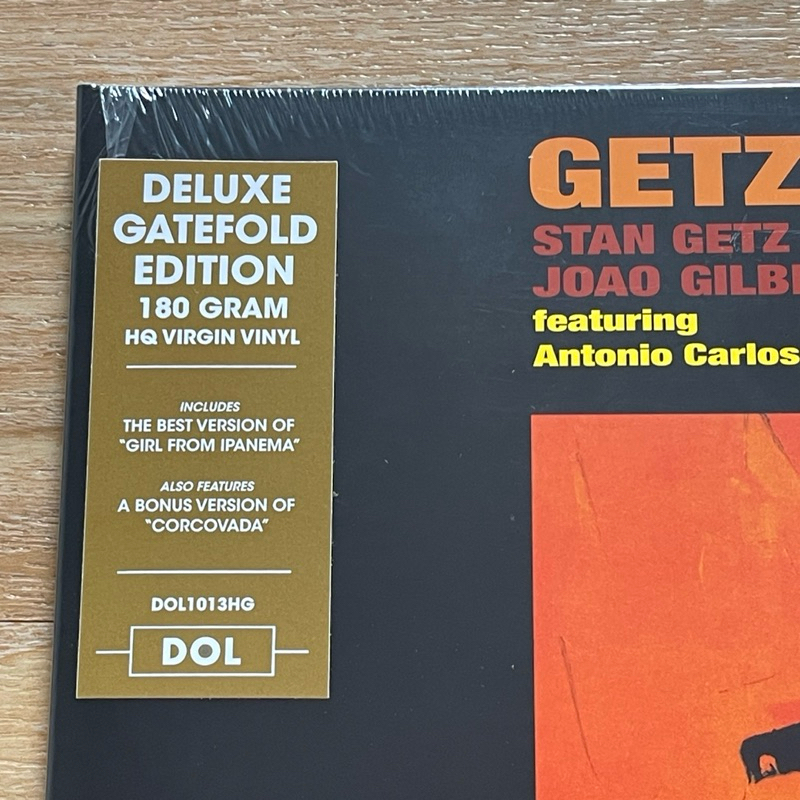 DELUXE
GATEFOLD
EDITION
180 GRAM
HQ VIRGIN VINYL
INCLUDES
THE BEST VERSION OF
"GIRL FROM IPANEMA"
ALSO FEATURES
A BONUS VERSION OF
"CORCOVADA"
DOL1013HG
DOL
GETZ
STAN GETZ
JOAO GILB
featuring
Antonio Carlos